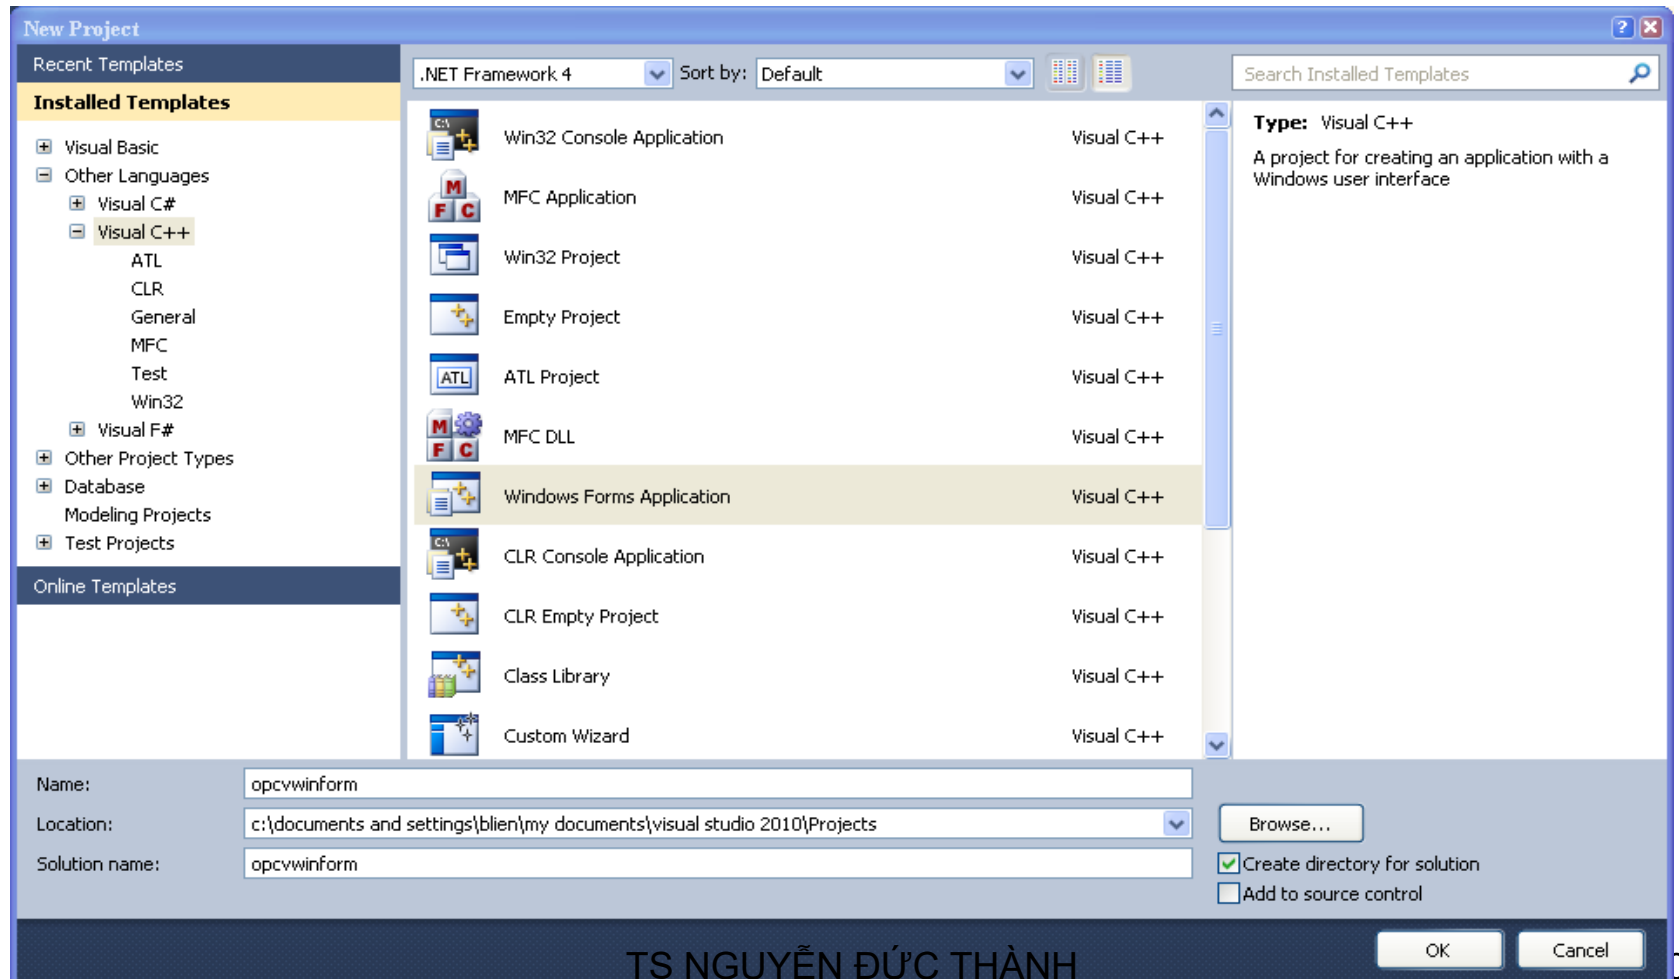 New Project
Recent Templates
.NET Framework 4 Sort by: Default
Search Installed Templates
Installed Templates
Visual Basic
Other Languages
Visual C#
Visual C++
ATL
CLR
General
MFC
Test
Win32
Visual F#
Other Project Types
Database
Modeling Projects
Test Projects
Online Templates
Win32 Console Application Visual C++
MFC Application Visual C++
Win32 Project Visual C++
Empty Project Visual C++
ATL Project Visual C++
MFC DLL Visual C++
Windows Forms Application Visual C++
CLR Console Application Visual C++
CLR Empty Project Visual C++
Class Library Visual C++
Custom Wizard Visual C++
Type: Visual C++
A project for creating an application with a
Windows user interface
Name: opcvwinform
Location: c:\documents and settings\blien\my documents\visual studio 2010\Projects
Browse...
Solution name: opcvwinform
Create directory for solution
Add to source control
OK Cancel
TS NGUYỄN ĐỨC THÀNH